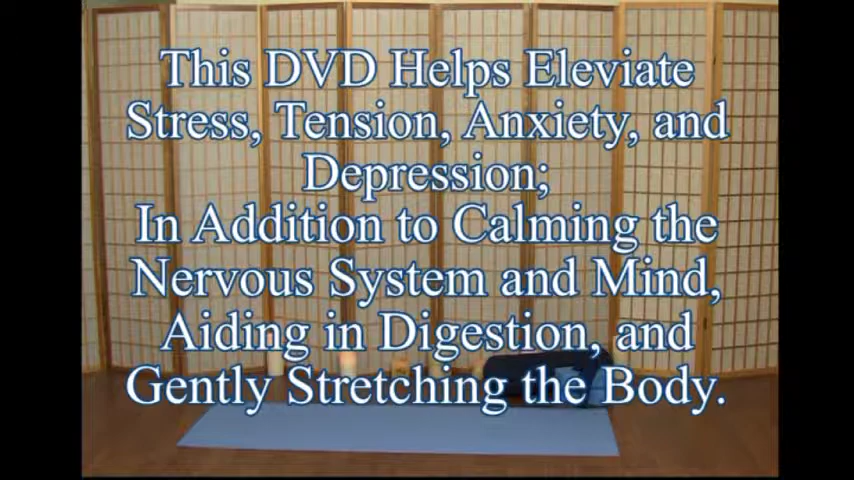 This DVD Helps Eleviate
Stress, Tension, Anxiety, and
Depression;
In Addition to Calming the
Nervous System and Mind,
Aiding in Digestion, and
Gently Stretching the Body.